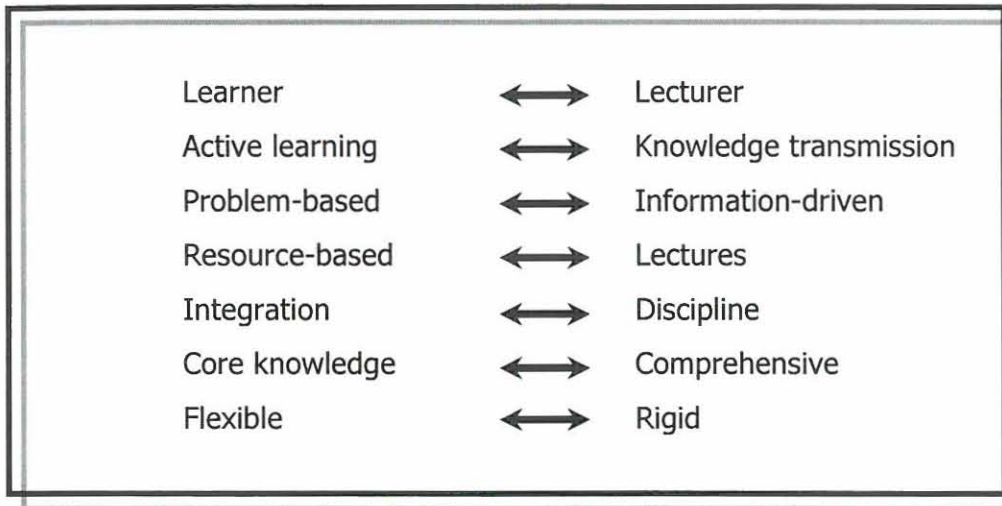 Learner ↔ Lecturer
Active learning ↔ Knowledge transmission
Problem-based ↔ Information-driven
Resource-based ↔ Lectures
Integration ↔ Discipline
Core knowledge ↔ Comprehensive
Flexible ↔ Rigid